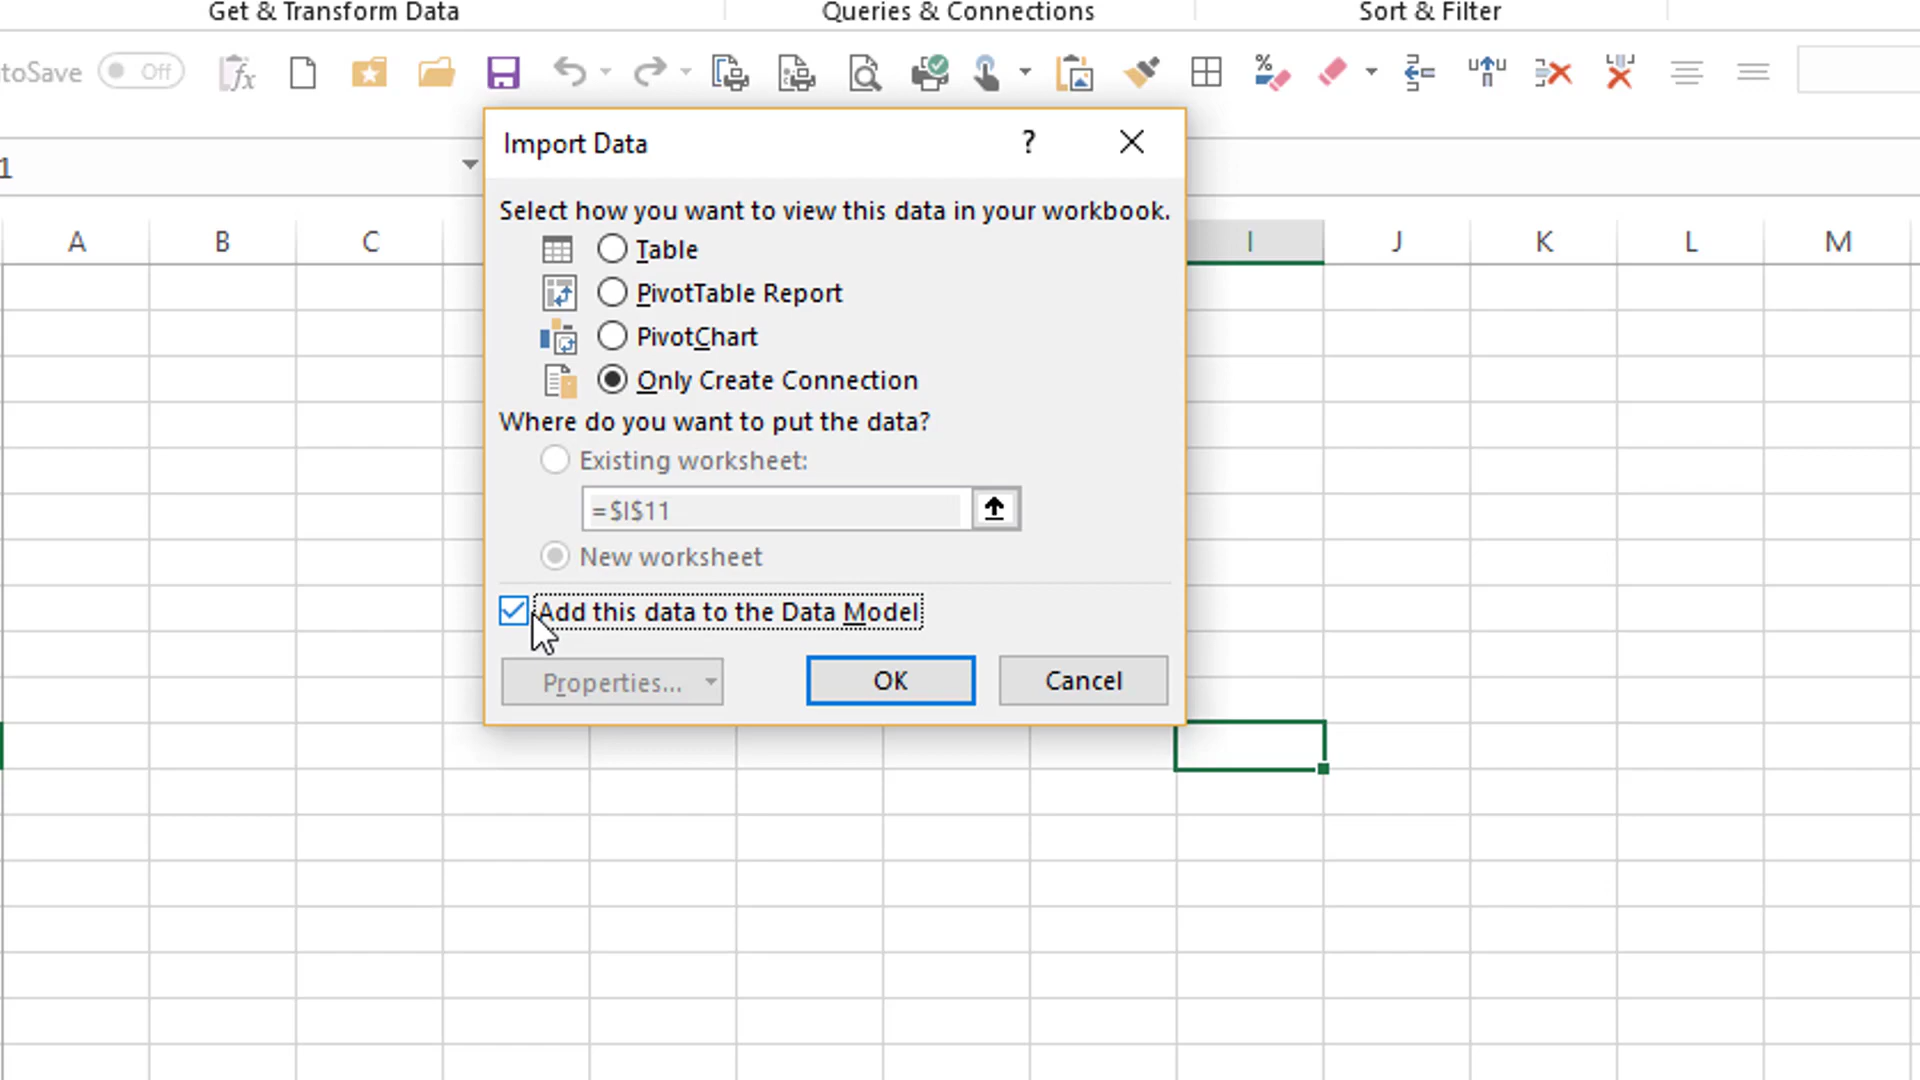 Get & Transform Data
Queries & Connections
Sort & Filter
toSave
Off
fx
%
1
Import Data
?
Select how you want to view this data in your workbook.
Table
PivotTable Report
PivotChart
Only Create Connection
Where do you want to put the data?
Existing worksheet:
=$I$11
New worksheet
Add this data to the Data Model
Properties...
OK
Cancel
A
B
C
I
J
K
L
M